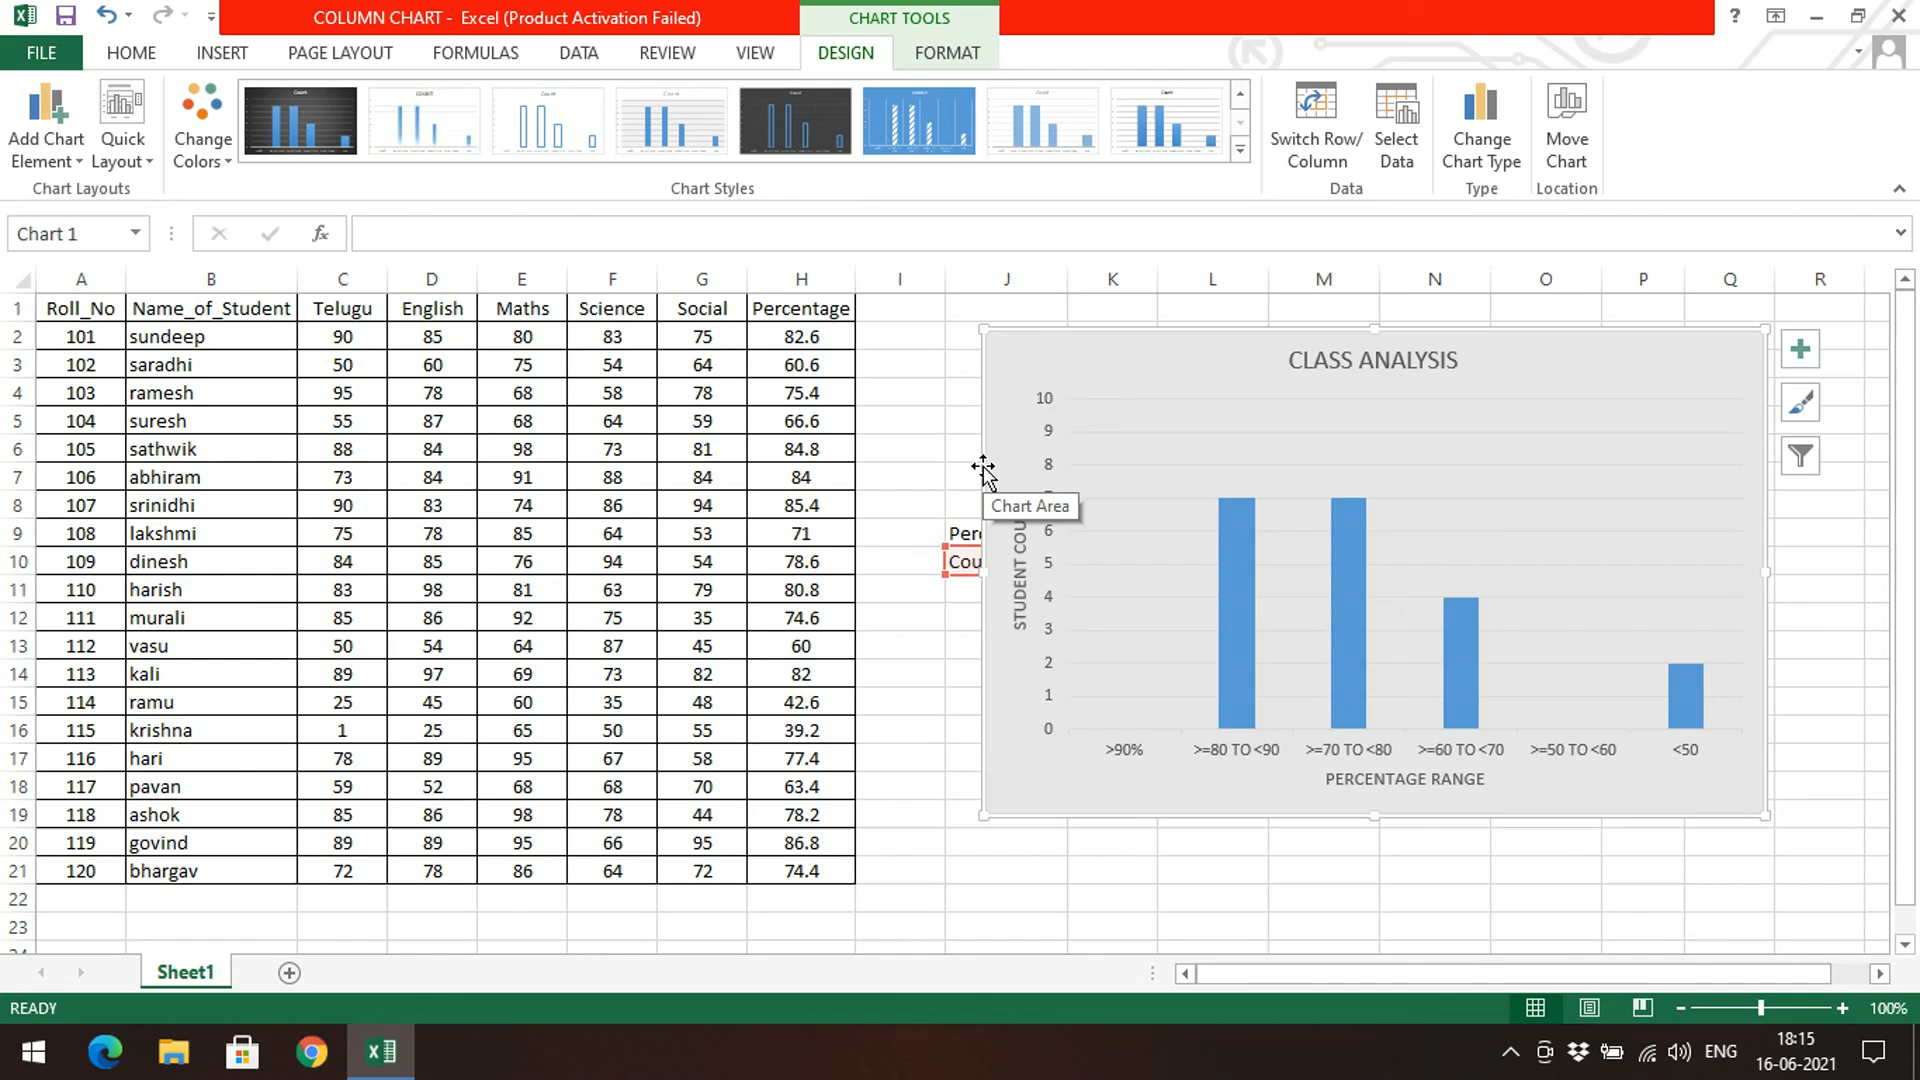 COLUMN CHART - Excel (Product Activation Failed)
CHART TOOLS
FILE HOME INSERT PAGE LAYOUT FORMULAS DATA REVIEW VIEW DESIGN FORMAT
Add Chart Element
Quick Layout
Change Colors
Switch Row/ Column
Select Data
Change Chart Type
Move Chart
Chart Layouts Chart Styles Data Type Location
Chart 1
fx
A B C D E F G H I J K L M N O P Q R
1 Roll_No Name_of_Student Telugu English Maths Science Social Percentage
2 101 sundeep 90 85 80 83 75 82.6
3 102 saradhi 50 60 75 54 64 60.6
4 103 ramesh 95 78 68 58 78 75.4
5 104 suresh 55 87 68 64 59 66.6
6 105 sathwik 88 84 98 73 81 84.8
7 106 abhiram 73 84 91 88 84 84
8 107 srinidhi 90 83 74 86 94 85.4
9 108 lakshmi 75 78 85 64 53 71
10 109 dinesh 84 85 76 94 54 78.6
11 110 harish 83 98 81 63 79 80.8
12 111 murali 85 86 92 75 35 74.6
13 112 vasu 50 54 64 87 45 60
14 113 kali 89 97 69 73 82 82
15 114 ramu 25 45 60 35 48 42.6
16 115 krishna 1 25 65 50 55 39.2
17 116 hari 78 89 95 67 58 77.4
18 117 pavan 59 52 68 68 70 63.4
19 118 ashok 85 86 98 78 44 78.2
20 119 govind 89 89 95 66 95 86.8
21 120 bhargav 72 78 86 64 72 74.4
22
23
Perc
Cou
CLASS ANALYSIS
10
9
8
6
5
4
3
2
1
0
STUDENT COU
Chart Area
>90% >=80 TO <90 >=70 TO <80 >=60 TO <70 >=50 TO <60 <50
PERCENTAGE RANGE
Sheet1
READY
100%
ENG
18:15
16-06-2021